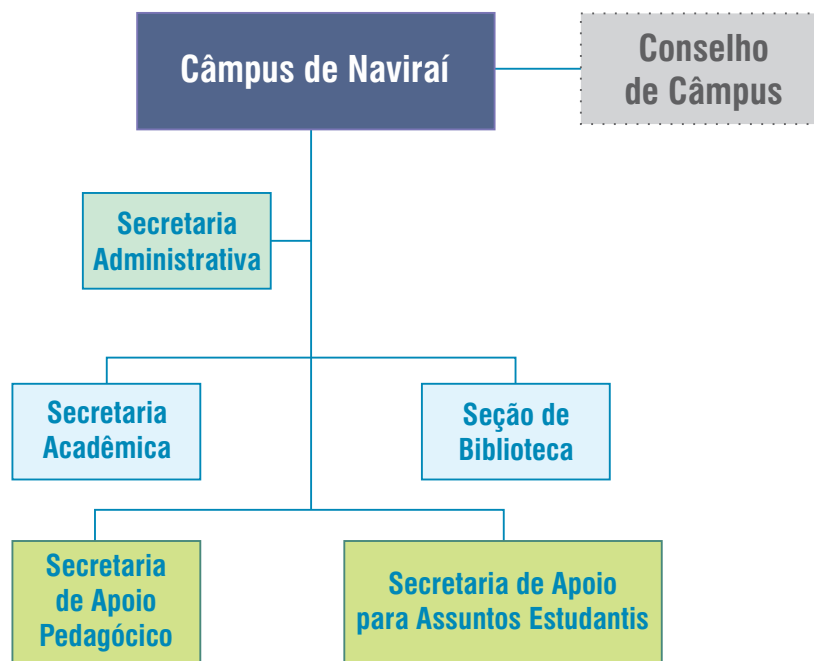 Câmpus de Naviraí
Conselho
de Câmpus
Secretaria
Administrativa
Secretaria
Acadêmica
Seção de
Biblioteca
Secretaria
de Apoio
Pedagócico
Secretaria de Apoio
para Assuntos Estudantis